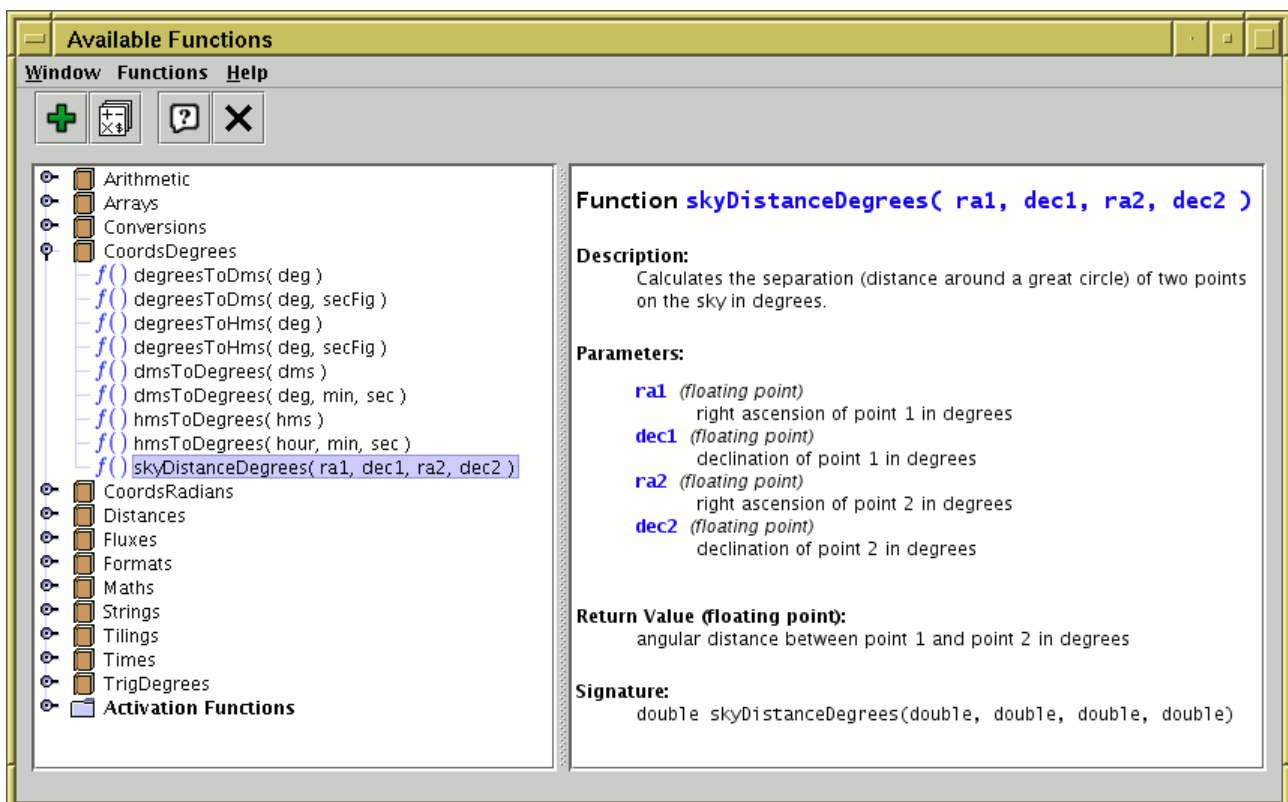 Available Functions
Window Functions Help
Arithmetic
Arrays
Conversions
CoordsDegrees
f() degreesToDms( deg )
f() degreesToDms( deg, secFig )
f() degreesToHms( deg )
f() degreesToHms( deg, secFig )
f() dmsToDegrees( dms )
f() dmsToDegrees( deg, min, sec )
f() hmsToDegrees( hms )
f() hmsToDegrees( hour, min, sec )
f() skyDistanceDegrees( ra1, dec1, ra2, dec2 )
CoordsRadians
Distances
Fluxes
Formats
Maths
Strings
Tilings
Times
TrigDegrees
Activation Functions
Function skyDistanceDegrees( ra1, dec1, ra2, dec2 )
Description:
Calculates the separation (distance around a great circle) of two points
on the sky in degrees.
Parameters:
ra1 (floating point)
right ascension of point 1 in degrees
dec1 (floating point)
declination of point 1 in degrees
ra2 (floating point)
right ascension of point 2 in degrees
dec2 (floating point)
declination of point 2 in degrees
Return Value (floating point):
angular distance between point 1 and point 2 in degrees
Signature:
double skyDistanceDegrees(double, double, double, double)